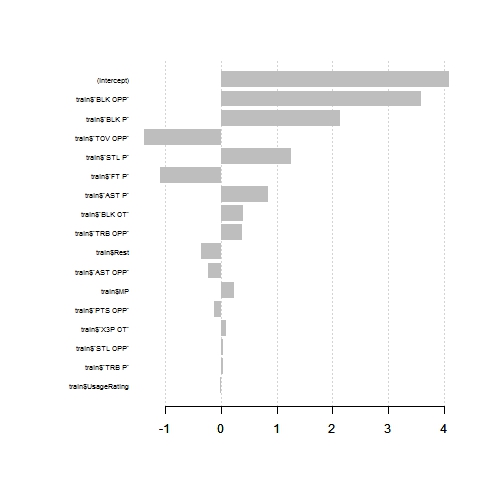 (Intercept)
train$`BLK OPP`
train$`BLK P`
train$`TOV OPP`
train$`STL P`
train$`FT P`
train$`AST P`
train$`BLK OT`
train$`TRB OPP`
train$Rest
train$`AST OPP`
train$MP
train$`PTS OPP`
train$`X3P OT`
train$`STL OPP`
train$`TRB P`
train$UsageRating
-1 0 1 2 3 4